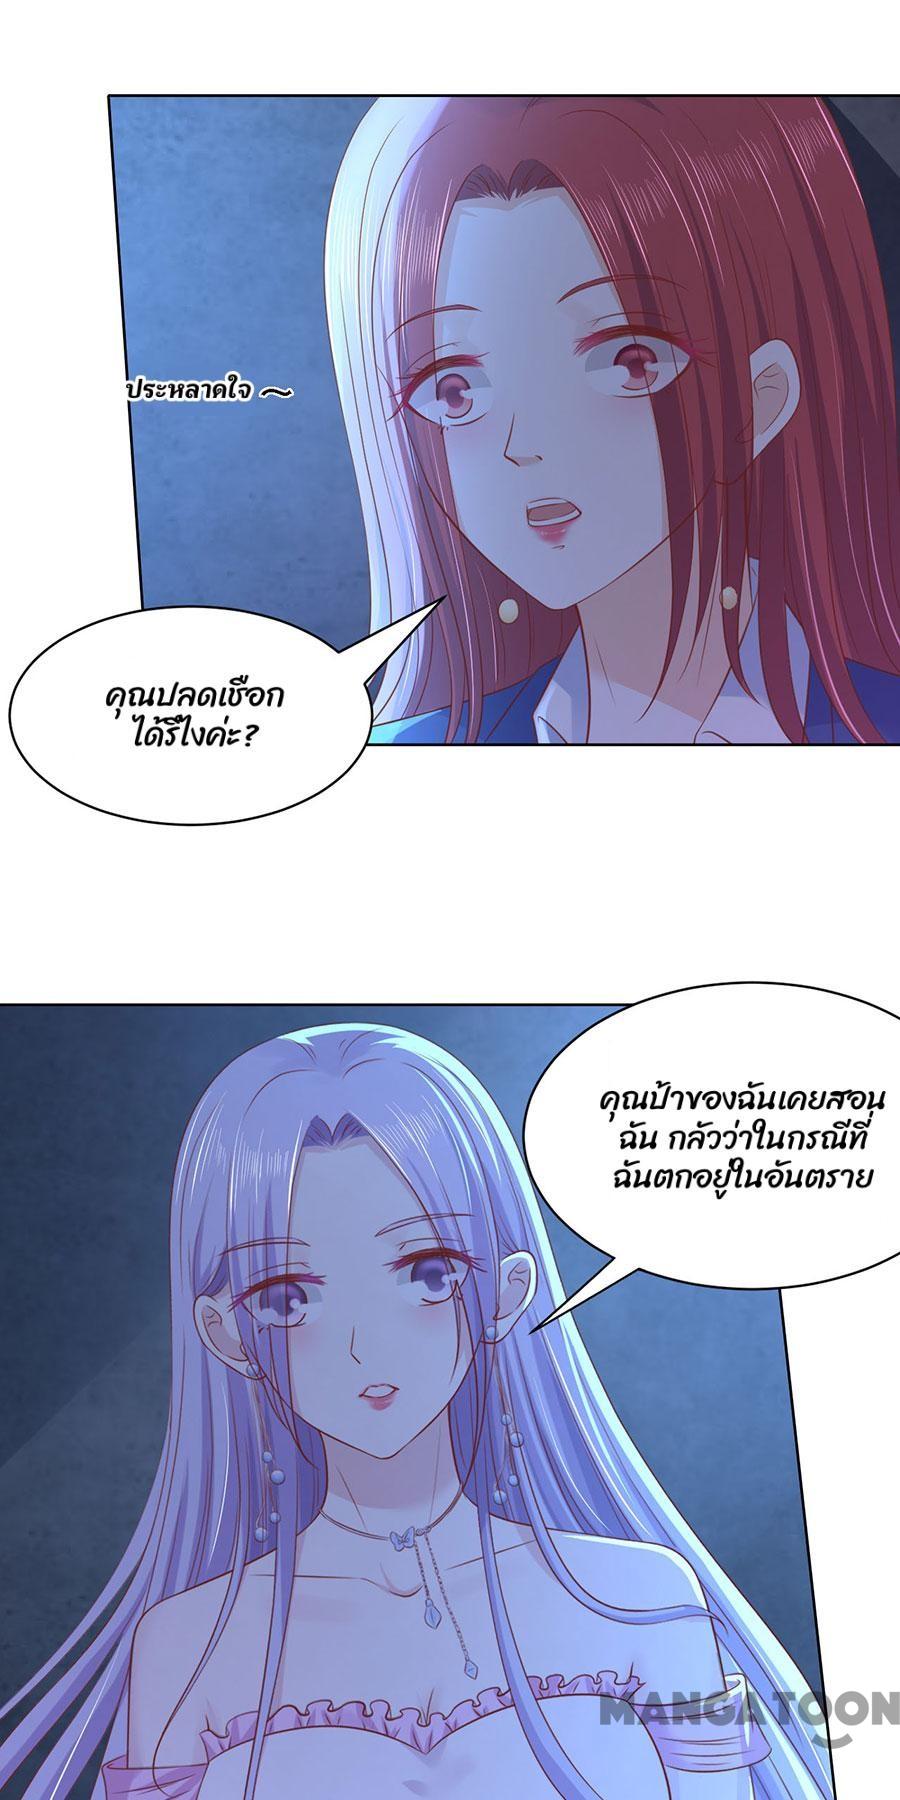 ประหลาดใจ ~
คุณปลดเชือก
ได้รึไงค่ะ?
คุณป้าของฉันเคยสอน
ฉัน กลัวว่าในกรณีที่
ฉันตกอยู่ในอันตราย
MANGATOON